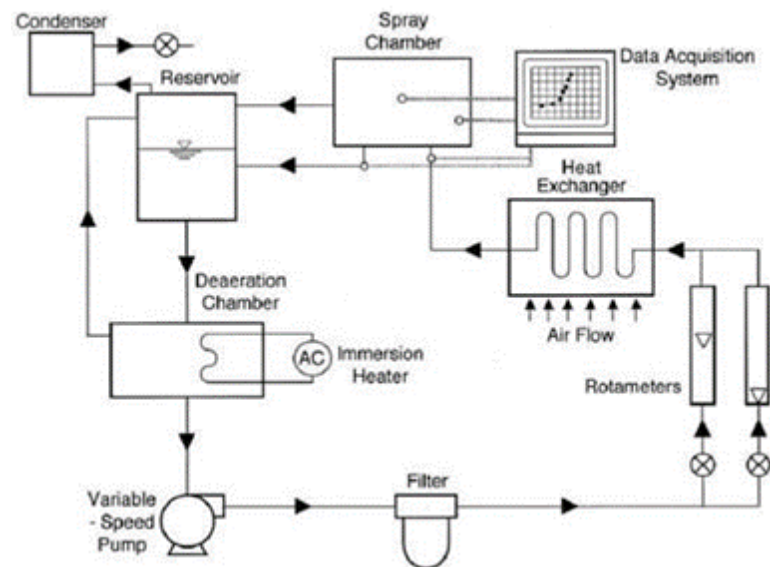 Condenser
Reservoir
Spray
Chamber
Data Acquisition
System
Heat
Exchanger
Air Flow
Deaeration
Chamber
AC
Immersion
Heater
Rotameters
Variable
- Speed
Pump
Filter